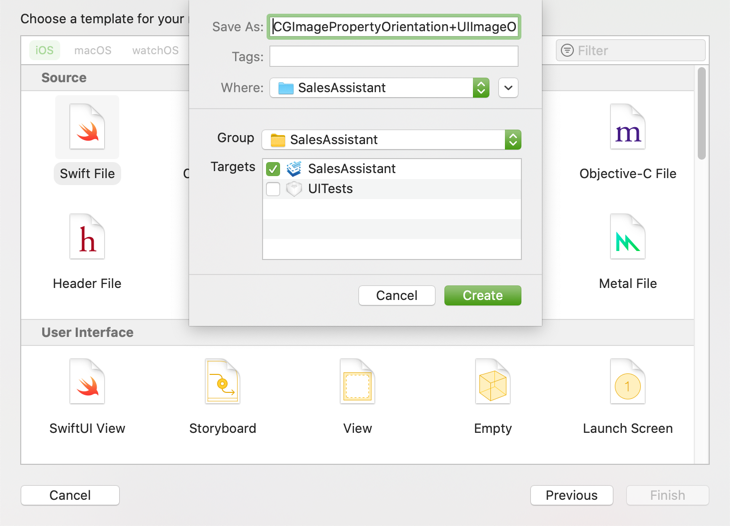 Choose a template for your
Save As: CGImagePropertyOrientation+UIImageO
Tags:
iOS macOS watchOS
Filter
Where: SalesAssistant
Source
Group SalesAssistant
Targets SalesAssistant
UITests
Swift File
m
Objective-C File
h
Header File
Metal File
Cancel Create
User Interface
1
SwiftUI View
Storyboard
View
Empty
Launch Screen
Cancel Previous Finish